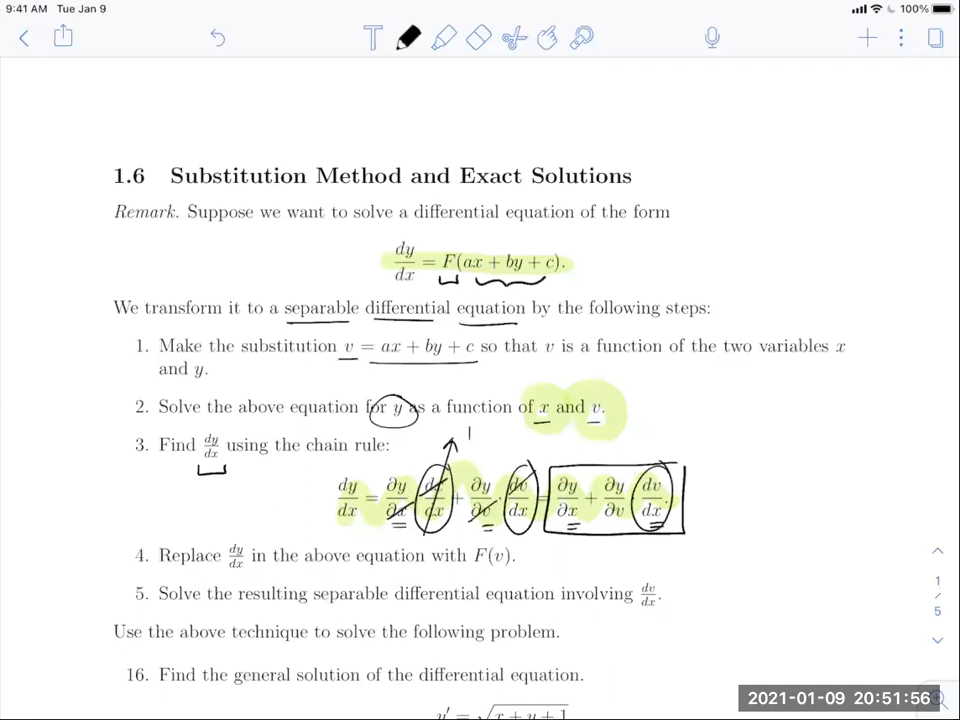 9:41 AM Tue Jan 9 100%
T
1.6 Substitution Method and Exact Solutions
Remark. Suppose we want to solve a differential equation of the form
dy/dx = F(ax + by + c).
We transform it to a separable differential equation by the following steps:
1. Make the substitution v = ax + by + c so that v is a function of the two variables x
and y.
2. Solve the above equation for y as a function of x and v.
3. Find dy/dx using the chain rule:
1
dy/dx = ∂y/∂x · dx/dx + ∂y/∂v · dv/dx = ∂y/∂x + ∂y/∂v · dv/dx
4. Replace dy/dx in the above equation with F(v).
5. Solve the resulting separable differential equation involving dv/dx.
1/5
Use the above technique to solve the following problem.
16. Find the general solution of the differential equation.
y′ = √x + y + 1
2021-01-09 20:51:56